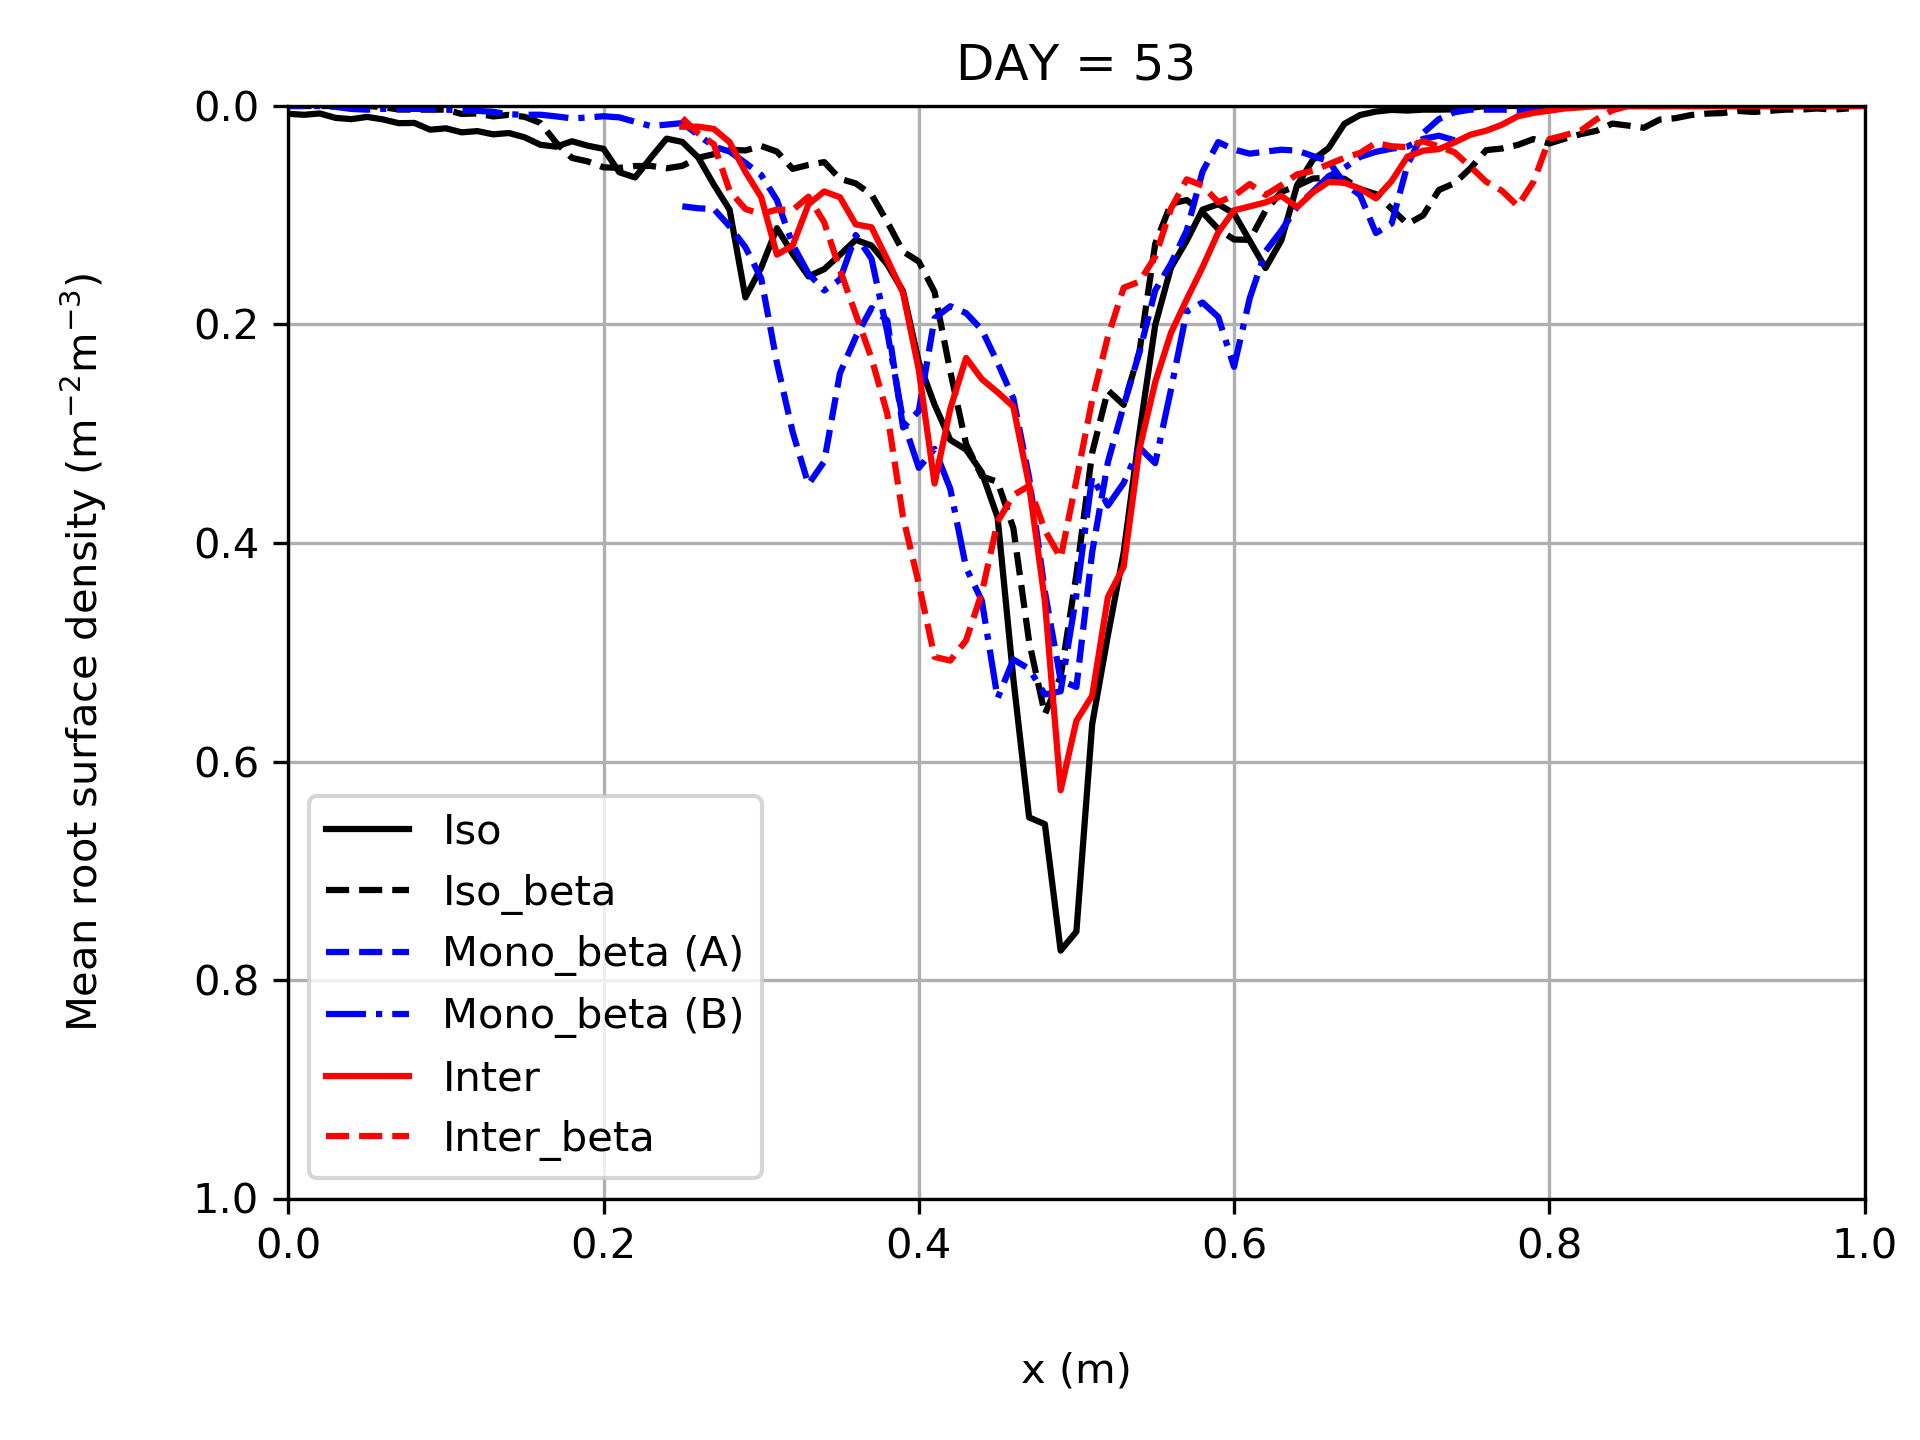 DAY = 53
0.0
0.2
0.4
0.6
0.8
1.0
Mean root surface density (m⁻²m⁻³)
Iso
Iso_beta
Mono_beta (A)
Mono_beta (B)
Inter
Inter_beta
0.0 0.2 0.4 0.6 0.8 1.0
x (m)